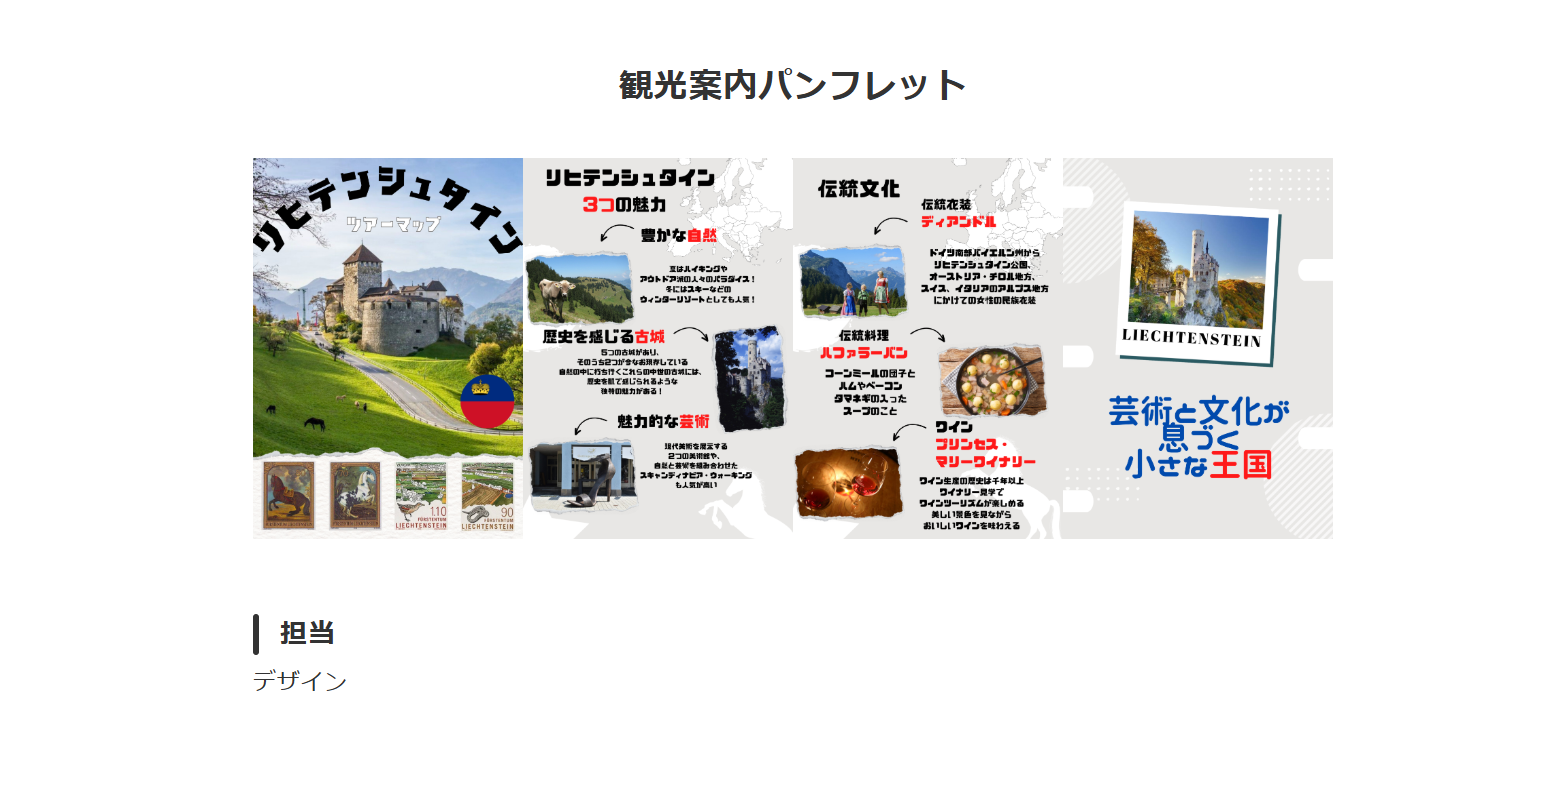 観光案内パンフレット
リヒテンシュタイン
ツアーマップ
1.10
FÜRSTENTUM
LIECHTENSTEIN
90
FÜRSTENTUM
LIECHTENSTEIN
リヒテンシュタイン
3つの魅力
豊かな自然
夏はハイキングや
アウトドア派の人々のパラダイス！
冬にはスキーなどの
ウィンターリゾートとしても人気！
歴史を感じる古城
5つの古城があり、
そのうち2つが今なお現存している
自然の中に朽ち行くこれらの中世の古城には、
歴史を肌で感じられるような
独特の魅力がある！
魅力的な芸術
現代美術を展示する
2つの美術館や、
自然と芸術を組み合わせた
スキャンディナビア・ウォーキング
も人気が高い
伝統文化
伝統衣装
ディアンドル
ドイツ南部バイエルン州から
リヒテンシュタイン公国、
オーストリア・チロル地方、
スイス、イタリアのアルプス地方
にかけての女性の民族衣装
伝統料理
ハファラーバン
コーンミールの団子と
ハムやベーコン
タマネギの入った
スープのこと
ワイン
プリンセス・
マリーワイナリー
ワイン生産の歴史は千年以上
ワイナリー見学で
ワインツーリズムが楽しめる
美しい景色を見ながら
おいしいワインを味わえる
LIECHTENSTEIN
芸術と文化が
息づく
小さな王国
担当
デザイン